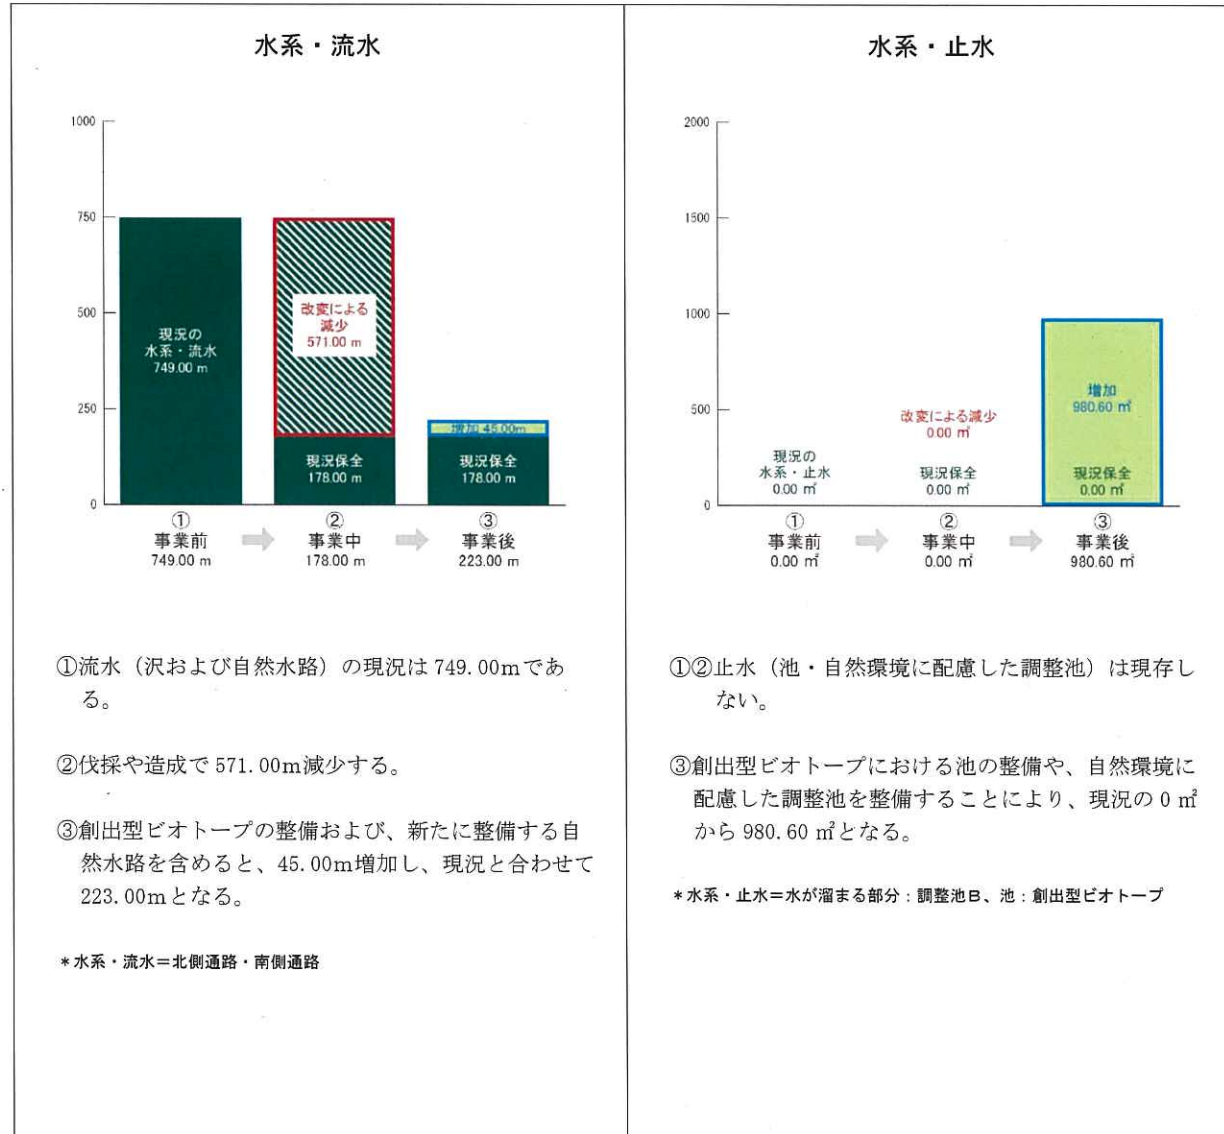 水系・流水
1000
750
500
250
0
現況の
水系・流水
749.00 m
改変による
減少
571.00 m
現況保全
178.00 m
増加 45.00m
現況保全
178.00 m
①
事業前
749.00 m
②
事業中
178.00 m
③
事業後
223.00 m
①流水（沢および自然水路）の現況は 749.00mであ
る。
②伐採や造成で 571.00m減少する。
③創出型ビオトープの整備および、新たに整備する自
然水路を含めると、45.00m増加し、現況と合わせて
223.00mとなる。
＊水系・流水＝北側通路・南側通路
水系・止水
2000
1500
1000
500
0
現況の
水系・止水
0.00 ㎡
改変による減少
0.00 ㎡
現況保全
0.00 ㎡
増加
980.60 ㎡
現況保全
0.00 ㎡
①
事業前
0.00 ㎡
②
事業中
0.00 ㎡
③
事業後
980.60 ㎡
①②止水（池・自然環境に配慮した調整池）は現存し
ない。
③創出型ビオトープにおける池の整備や、自然環境に
配慮した調整池を整備することにより、現況の 0 ㎡
から 980.60 ㎡となる。
＊水系・止水＝水が溜まる部分：調整池B、池：創出型ビオトープ